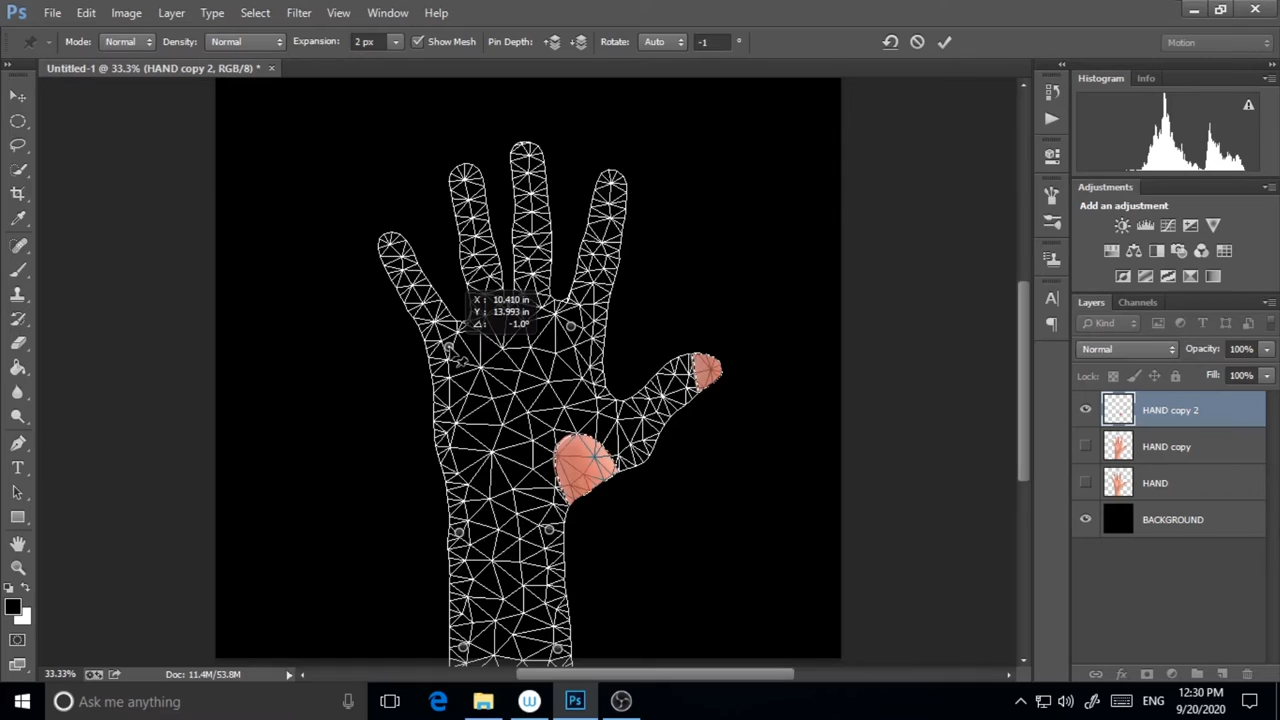 Ps File Edit Image Layer Type Select Filter 3D View Window Help
Mode: Normal Density: Normal Expansion: 2 px Show Mesh Pin Depth: Rotate: Auto -1 ° Motion
Untitled-1 @ 33.3% (HAND copy 2, RGB/8) * ×
Histogram Info
Adjustments
Add an adjustment
X : 10.410 in
Y : 13.993 in
-1.0°
Layers Channels
Kind
Normal Opacity: 100%
Lock: Fill: 100%
HAND copy 2
HAND copy
HAND
BACKGROUND
33.33% Doc: 11.4M/53.8M
Ask me anything
ENG
12:30 PM
9/20/2020